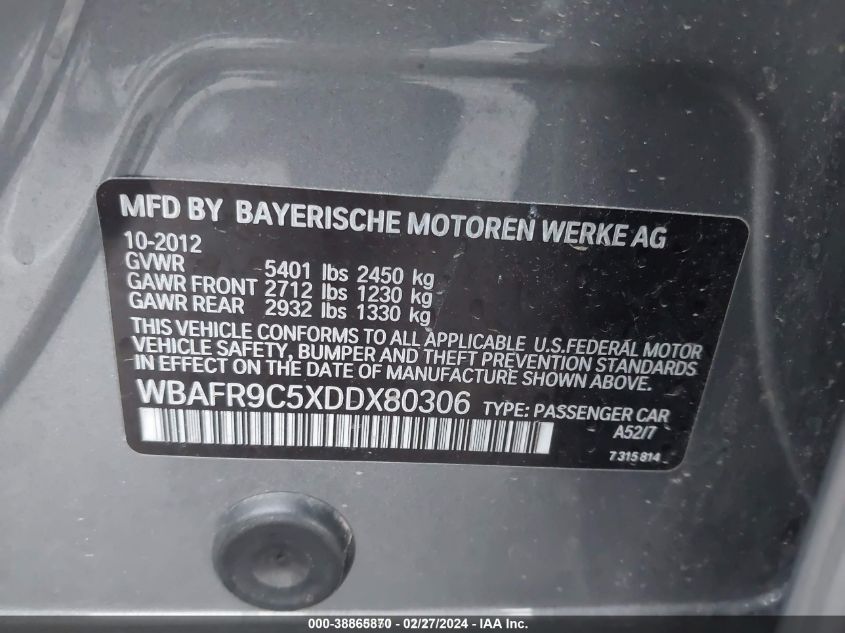 MFD BY BAYERISCHE MOTOREN WERKE AG
10-2012
GVWR 5401 lbs 2450 kg
GAWR FRONT 2712 lbs 1230 kg
GAWR REAR 2932 lbs 1330 kg
THIS VEHICLE CONFORMS TO ALL APPLICABLE U.S.FEDERAL MOTOR
VEHICLE SAFETY, BUMPER AND THEFT PREVENTION STANDARDS
IN EFFECT ON THE DATE OF MANUFACTURE SHOWN ABOVE.
WBAFR9C5XDDX80306 TYPE: PASSENGER CAR
A52/7
7 315 814
000-38865870 - 02/27/2024 - IAA Inc.